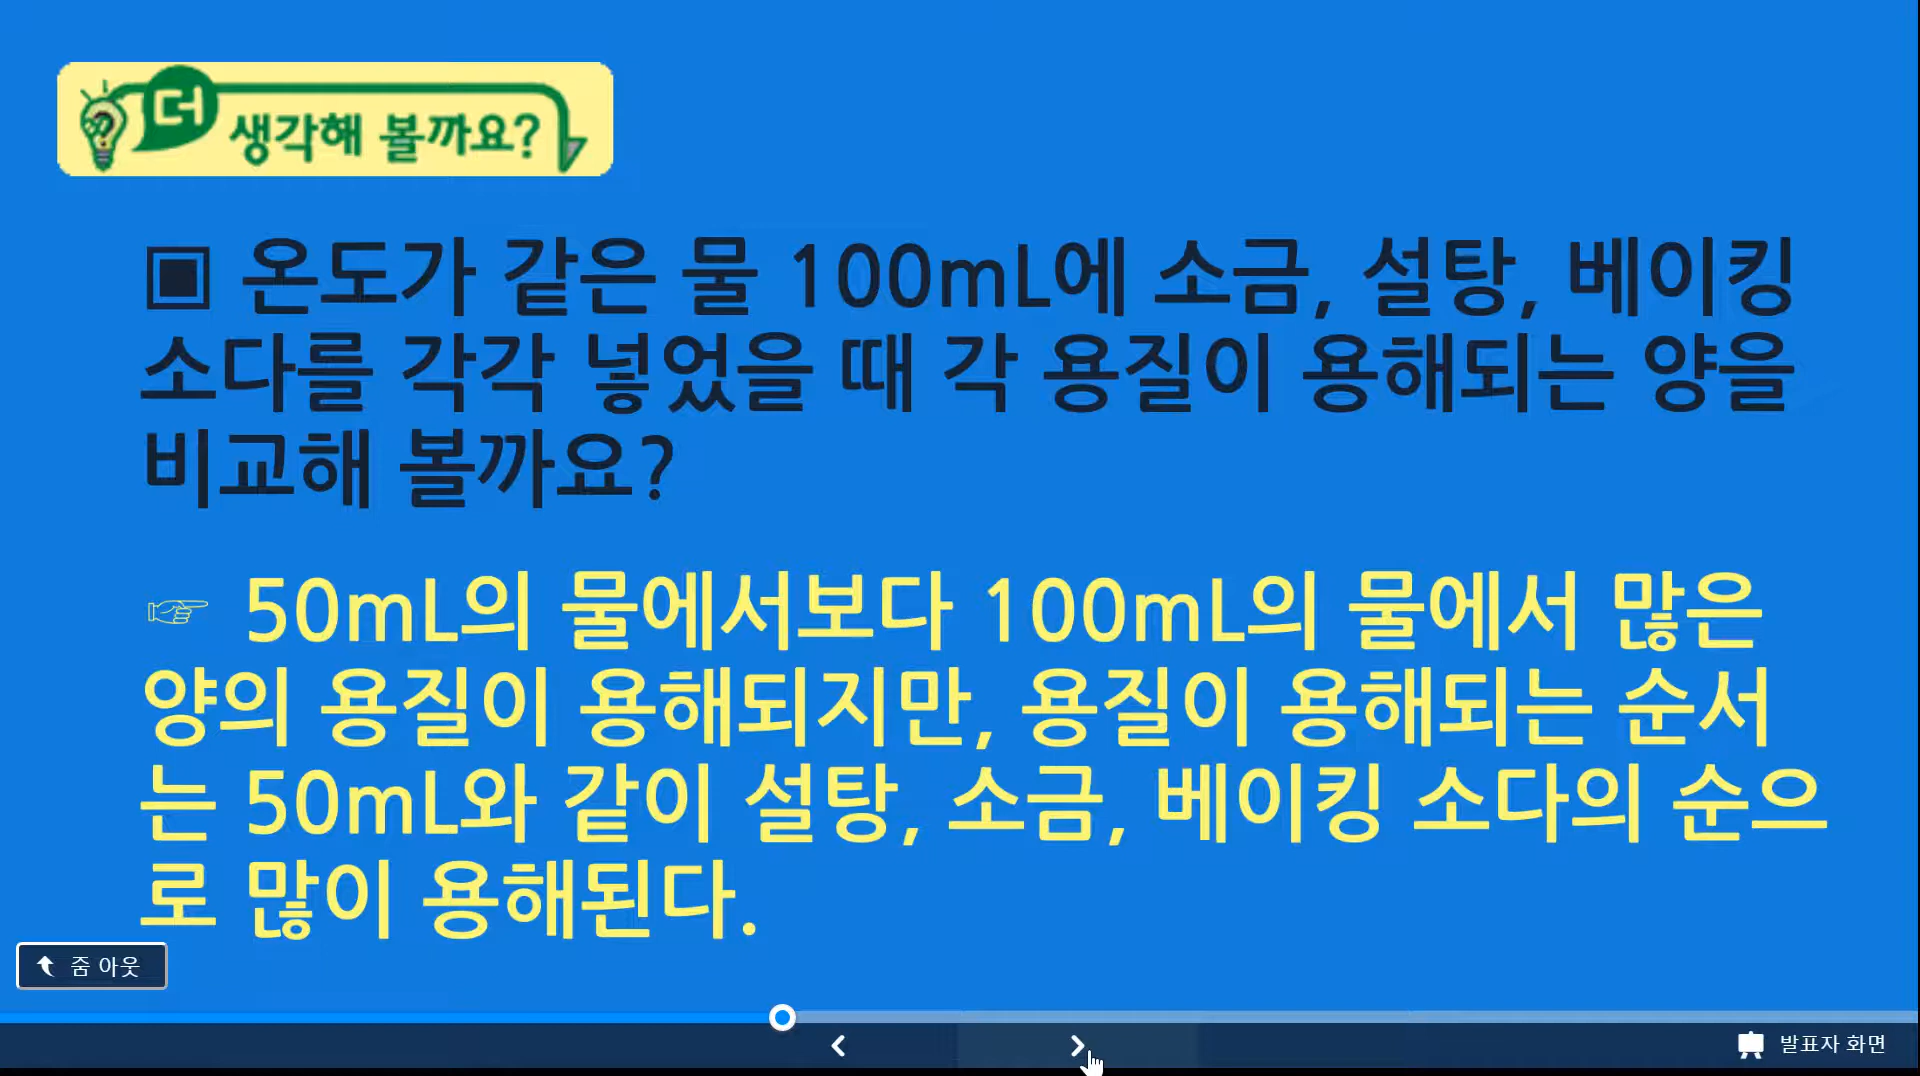 더 생각해 볼까요?
▣ 온도가 같은 물 100mL에 소금, 설탕, 베이킹
소다를 각각 넣었을 때 각 용질이 용해되는 양을
비교해 볼까요?
☞ 50mL의 물에서보다 100mL의 물에서 많은
양의 용질이 용해되지만, 용질이 용해되는 순서
는 50mL와 같이 설탕, 소금, 베이킹 소다의 순으
로 많이 용해된다.
줌 아웃
발표자 화면